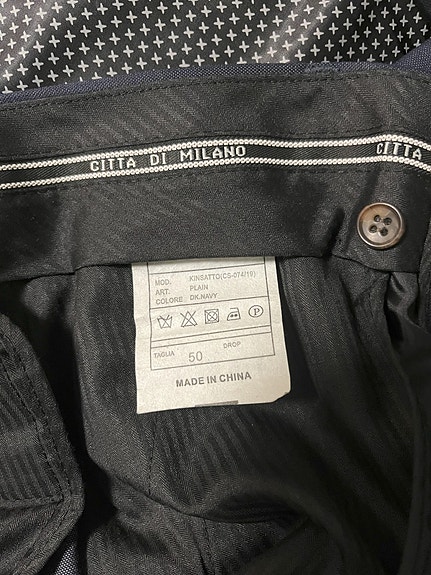 CITTA DI MILANO CITTA
MOD. KINSATTO(CS-074/19)
ART. PLAIN
COLORE DK.NAVY
P
TAGLIA 50 DROP
MADE IN CHINA